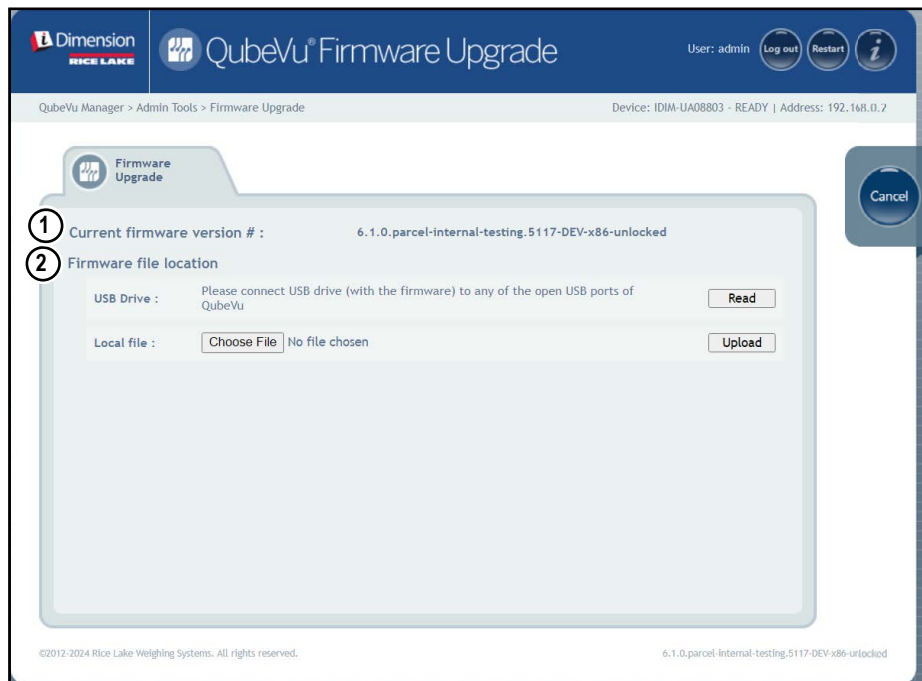 iDimension
RICE LAKE
QubeVu® Firmware Upgrade
User: admin
Log out
Restart
i
QubeVu Manager > Admin Tools > Firmware Upgrade
Device: IDIM-UA08803 - READY | Address: 192.168.0.2
Firmware
Upgrade
Cancel
1
Current firmware version # :
6.1.0.parcel-internal-testing.5117-DEV-x86-unlocked
2
Firmware file location
USB Drive :
Please connect USB drive (with the firmware) to any of the open USB ports of
QubeVu
Read
Local file :
Choose File No file chosen
Upload
©2012-2024 Rice Lake Weighing Systems. All rights reserved.
6.1.0.parcel-internal-testing.5117-DEV-x86-unlocked